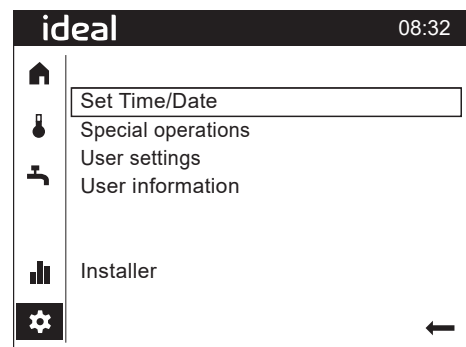 ideal 08:32
Set Time/Date
Special operations
User settings
User information
Installer